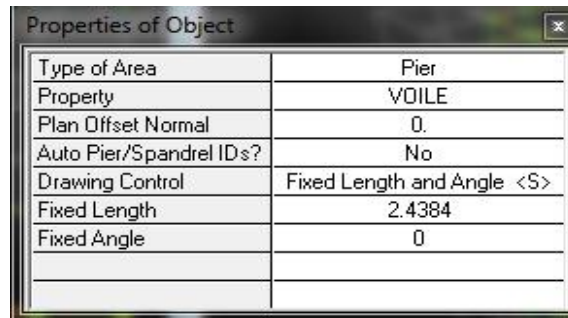 Properties of Object
Type of Area Pier
Property VOILE
Plan Offset Normal 0.
Auto Pier/Spandrel IDs? No
Drawing Control Fixed Length and Angle <S>
Fixed Length 2.4384
Fixed Angle 0